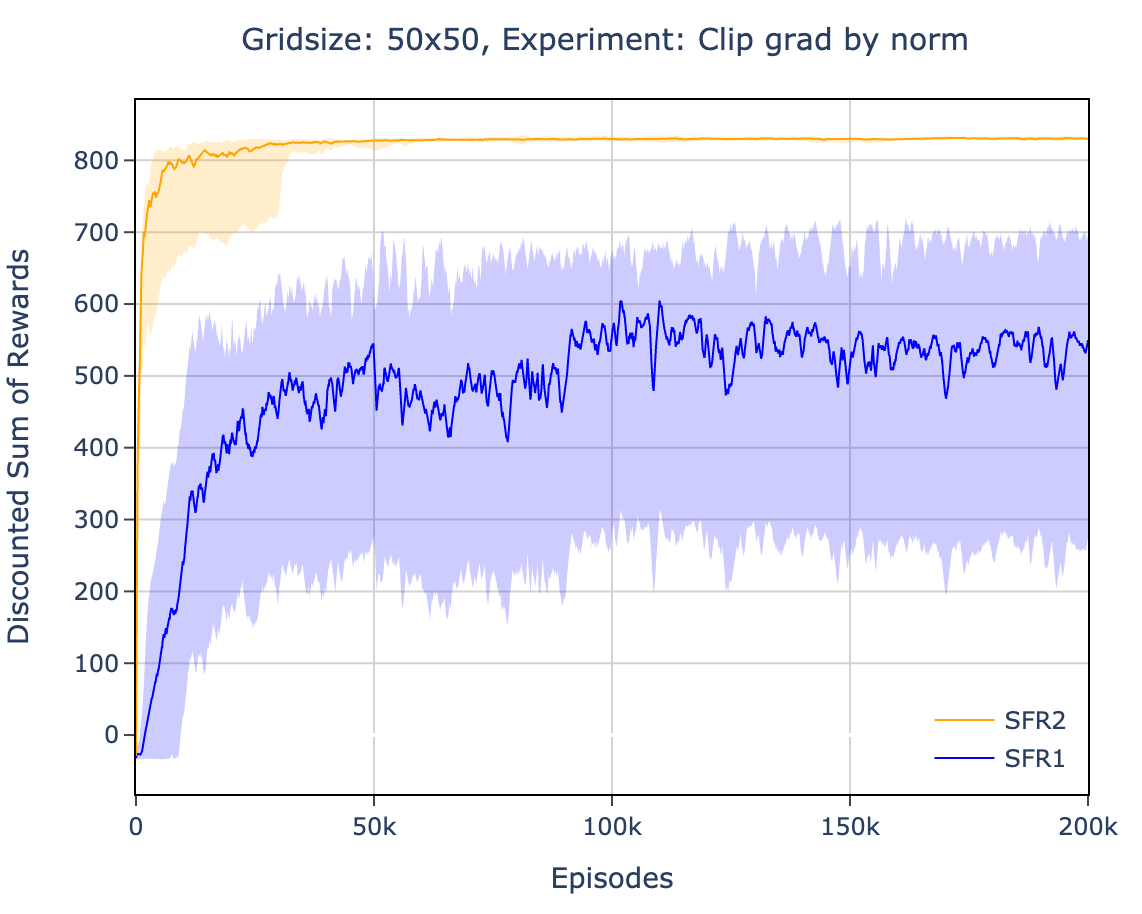 Gridsize: 50x50, Experiment: Clip grad by norm
Discounted Sum of Rewards
800
700
600
500
400
300
200
100
0
SFR2
SFR1
0
50k
100k
150k
200k
Episodes